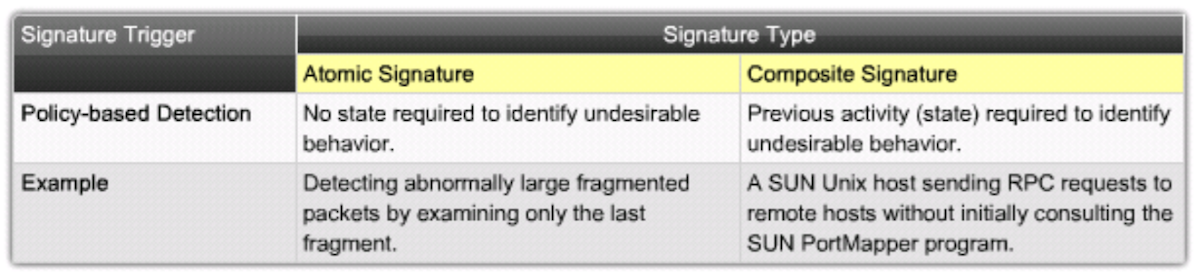 Signature Trigger
Signature Type
Atomic Signature
Composite Signature
Policy-based Detection
No state required to identify undesirable
behavior.
Previous activity (state) required to identify
undesirable behavior.
Example
Detecting abnormally large fragmented
packets by examining only the last
fragment.
A SUN Unix host sending RPC requests to
remote hosts without initially consulting the
SUN PortMapper program.